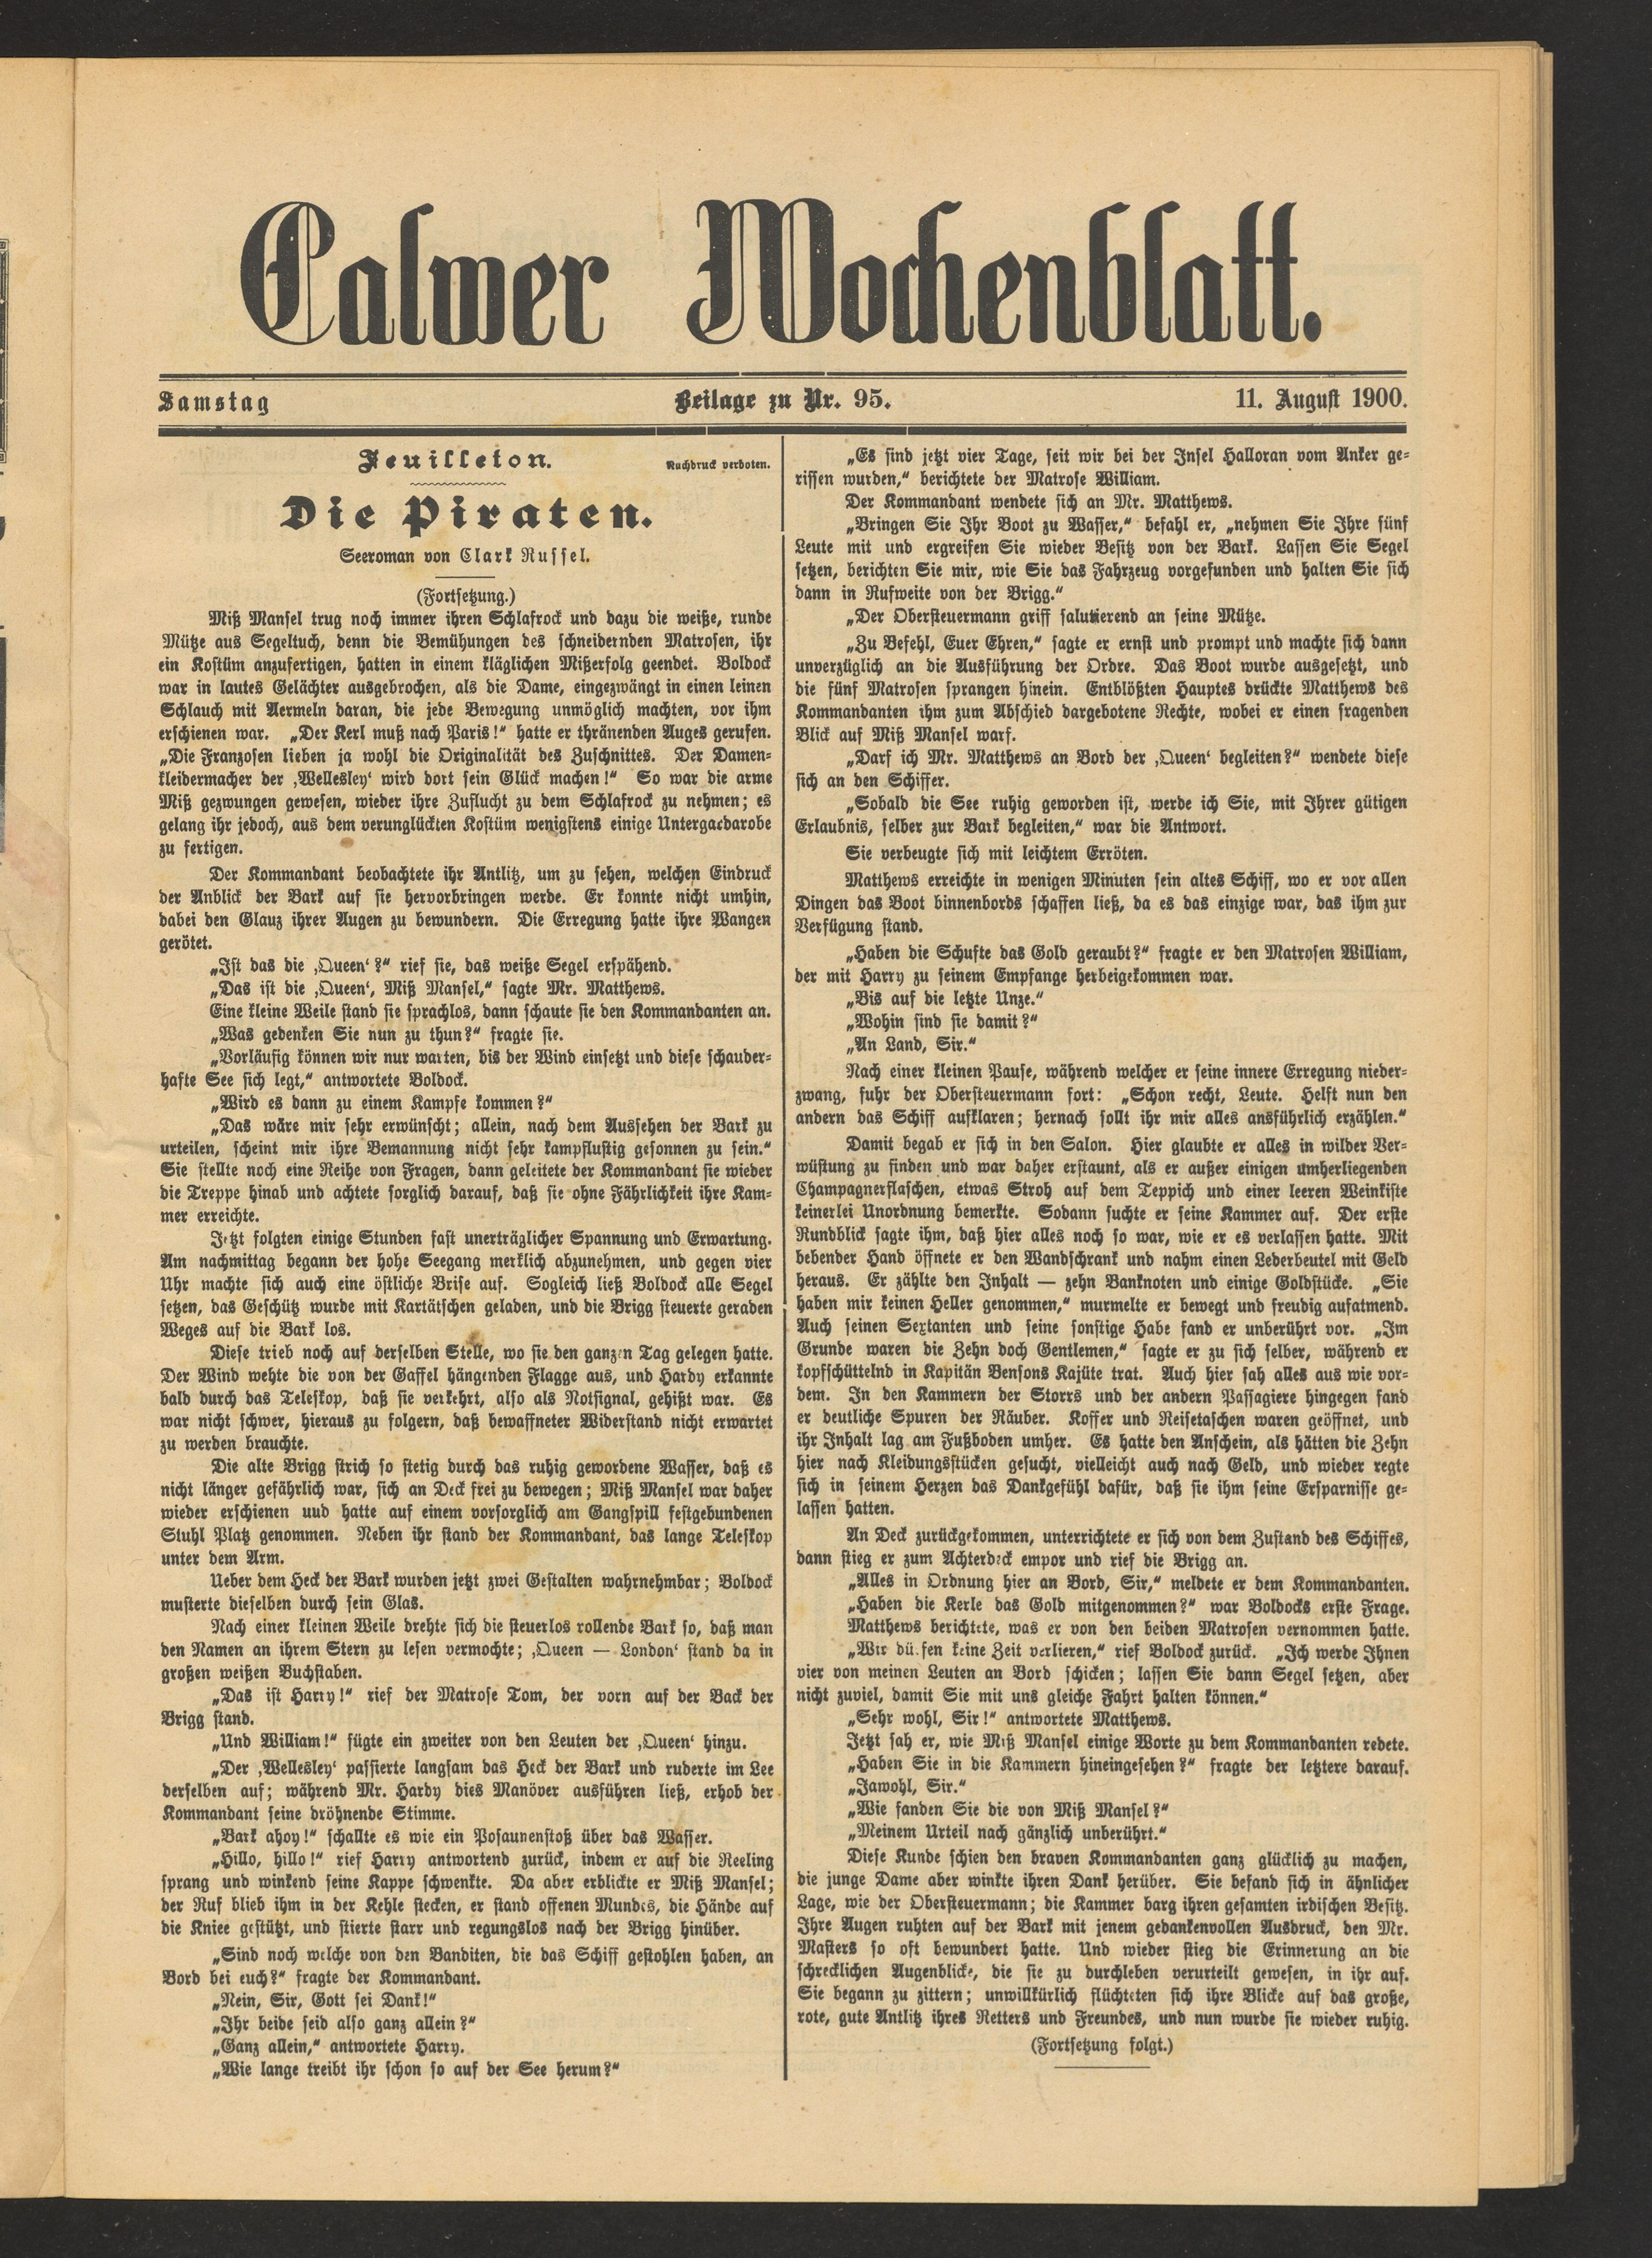 Calwer Wochenblatt.
Samstag
Beilage zu Nr. 95.
11. August 1900.
Feuilleton.
Nachdruck verboten.
Die Piraten.
Seeroman von Clark Russel.
(Fortsetzung.)
Miß Mansel trug noch immer ihren Schlafrock und dazu die weiße, runde
Mütze aus Segeltuch, denn die Bemühungen des schneidernden Matrosen, ihr
ein Kostüm anzufertigen, hatten in einem kläglichen Mißerfolg geendet. Boldock
war in lautes Gelächter ausgebrochen, als die Dame, eingezwängt in einen leinen
Schlauch mit Aermeln daran, die jede Bewegung unmöglich machten, vor ihm
erschienen war. „Der Kerl muß nach Paris!“ hatte er thränenden Auges gerufen.
„Die Franzosen lieben ja wohl die Originalität des Zuschnittes. Der Damen-
kleidermacher der ‚Wellesley‘ wird dort sein Glück machen!“ So war die arme
Miß gezwungen gewesen, wieder ihre Zuflucht zu dem Schlafrock zu nehmen; es
gelang ihr jedoch, aus dem verunglückten Kostüm wenigstens einige Untergarderobe
zu fertigen.
Der Kommandant beobachtete ihr Antlitz, um zu sehen, welchen Eindruck
der Anblick der Bark auf sie hervorbringen werde. Er konnte nicht umhin,
dabei den Glanz ihrer Augen zu bewundern. Die Erregung hatte ihre Wangen
gerötet.
„Ist das die ‚Queen‘?“ rief sie, das weiße Segel erspähend.
„Das ist die ‚Queen‘, Miß Mansel,“ sagte Mr. Matthews.
Eine kleine Weile stand sie sprachlos, dann schaute sie den Kommandanten an.
„Was gedenken Sie nun zu thun?“ fragte sie.
„Vorläufig können wir nur warten, bis der Wind einsetzt und diese schauder-
hafte See sich legt,“ antwortete Boldock.
„Wird es dann zu einem Kampfe kommen?“
„Das wäre mir sehr erwünscht; allein, nach dem Aussehen der Bark zu
urteilen, scheint mir ihre Bemannung nicht sehr kampflustig gesonnen zu sein.“
Sie stellte noch eine Reihe von Fragen, dann geleitete der Kommandant sie wieder
die Treppe hinab und achtete sorglich darauf, daß sie ohne Fährlichkeit ihre Kam-
mer erreichte.
Jetzt folgten einige Stunden fast unerträglicher Spannung und Erwartung.
Am nachmittag begann der hohe Seegang merklich abzunehmen, und gegen vier
Uhr machte sich auch eine östliche Brise auf. Sogleich ließ Boldock alle Segel
setzen, das Geschütz wurde mit Kartätschen geladen, und die Brigg steuerte geraden
Weges auf die Bark los.
Diese trieb noch auf derselben Stelle, wo sie den ganzen Tag gelegen hatte.
Der Wind wehte die von der Gaffel hängenden Flagge aus, und Hardy erkannte
bald durch das Teleskop, daß sie verkehrt, also als Notsignal, gehißt war. Es
war nicht schwer, hieraus zu folgern, daß bewaffneter Widerstand nicht erwartet
zu werden brauchte.
Die alte Brigg strich so stetig durch das ruhig gewordene Wasser, daß es
nicht länger gefährlich war, sich an Deck frei zu bewegen; Miß Mansel war daher
wieder erschienen uud hatte auf einem vorsorglich am Gangspill festgebundenen
Stuhl Platz genommen. Neben ihr stand der Kommandant, das lange Teleskop
unter dem Arm.
Ueber dem Heck der Bark wurden jetzt zwei Gestalten wahrnehmbar; Boldock
musterte dieselben durch sein Glas.
Nach einer kleinen Weile drehte sich die steuerlos rollende Bark so, daß man
den Namen an ihrem Stern zu lesen vermochte; ‚Queen — London‘ stand da in
großen weißen Buchstaben.
„Das ist Harry!“ rief der Matrose Tom, der vorn auf der Back der
Brigg stand.
„Und William!“ fügte ein zweiter von den Leuten der ‚Queen‘ hinzu.
„Der ‚Wellesley‘ passierte langsam das Heck der Bark und ruderte im Lee
derselben auf; während Mr. Hardy dies Manöver ausführen ließ, erhob der
Kommandant seine dröhnende Stimme.
„Bark ahoy!“ schallte es wie ein Posaunenstoß über das Wasser.
„Hillo, hillo!“ rief Harry antwortend zurück, indem er auf die Reeling
sprang und winkend seine Kappe schwenkte. Da aber erblickte er Miß Mansel;
der Ruf blieb ihm in der Kehle stecken, er stand offenen Mundes, die Hände auf
die Kniee gestützt, und stierte starr und regungslos nach der Brigg hinüber.
„Sind noch welche von den Banditen, die das Schiff gestohlen haben, an
Bord bei euch?“ fragte der Kommandant.
„Nein, Sir, Gott sei Dank!“
„Ihr beide seid also ganz allein?“
„Ganz allein,“ antwortete Harry.
„Wie lange treibt ihr schon so auf der See herum?“
„Es sind jetzt vier Tage, seit wir bei der Insel Halloran vom Anker ge-
rissen wurden,“ berichtete der Matrose William.
Der Kommandant wendete sich an Mr. Matthews.
„Bringen Sie Ihr Boot zu Wasser,“ befahl er, „nehmen Sie Ihre fünf
Leute mit und ergreifen Sie wieder Besitz von der Bark. Lassen Sie Segel
setzen, berichten Sie mir, wie Sie das Fahrzeug vorgefunden und halten Sie sich
dann in Rufweite von der Brigg.“
„Der Obersteuermann griff salutierend an seine Mütze.
„Zu Befehl, Euer Ehren,“ sagte er ernst und prompt und machte sich dann
unverzüglich an die Ausführung der Ordre. Das Boot wurde ausgesetzt, und
die fünf Matrosen sprangen hinein. Entblößten Hauptes drückte Matthews des
Kommandanten ihm zum Abschied dargebotene Rechte, wobei er einen fragenden
Blick auf Miß Mansel warf.
„Darf ich Mr. Matthews an Bord der ‚Queen‘ begleiten?“ wendete diese
sich an den Schiffer.
„Sobald die See ruhig geworden ist, werde ich Sie, mit Ihrer gütigen
Erlaubnis, selber zur Bark begleiten,“ war die Antwort.
Sie verbeugte sich mit leichtem Erröten.
Matthews erreichte in wenigen Minuten sein altes Schiff, wo er vor allen
Dingen das Boot binnenbords schaffen ließ, da es das einzige war, das ihm zur
Verfügung stand.
„Haben die Schufte das Gold geraubt?“ fragte er den Matrosen William,
der mit Harry zu seinem Empfange herbeigekommen war.
„Bis auf die letzte Unze.“
„Wohin sind sie damit?“
„An Land, Sir.“
Nach einer kleinen Pause, während welcher er seine innere Erregung nieder-
zwang, fuhr der Obersteuermann fort: „Schon recht, Leute. Helft nun den
andern das Schiff aufklaren; hernach sollt ihr mir alles ansführlich erzählen.“
Damit begab er sich in den Salon. Hier glaubte er alles in wilder Ver-
wüstung zu finden und war daher erstaunt, als er außer einigen umherliegenden
Champagnerflaschen, etwas Stroh auf dem Teppich und einer leeren Weinkiste
keinerlei Unordnung bemerkte. Sodann suchte er seine Kammer auf. Der erste
Rundblick sagte ihm, daß hier alles noch so war, wie er es verlassen hatte. Mit
bebender Hand öffnete er den Wandschrank und nahm einen Lederbeutel mit Geld
heraus. Er zählte den Inhalt — zehn Banknoten und einige Goldstücke. „Sie
haben mir keinen Heller genommen,“ murmelte er bewegt und freudig aufatmend.
Auch seinen Sextanten und seine sonstige Habe fand er unberührt vor. „Im
Grunde waren die Zehn doch Gentlemen,“ sagte er zu sich selber, während er
kopfschüttelnd in Kapitän Bensons Kajüte trat. Auch hier sah alles aus wie vor-
dem. In den Kammern der Storrs und der andern Passagiere hingegen fand
er deutliche Spuren der Räuber. Koffer und Reisetaschen waren geöffnet, und
ihr Inhalt lag am Fußboden umher. Es hatte den Anschein, als hätten die Zehn
hier nach Kleidungsstücken gesucht, vielleicht auch nach Geld, und wieder regte
sich in seinem Herzen das Dankgefühl dafür, daß sie ihm seine Ersparnisse ge-
lassen hatten.
An Deck zurückgekommen, unterrichtete er sich von dem Zustand des Schiffes,
dann stieg er zum Achterdeck empor und rief die Brigg an.
„Alles in Ordnung hier an Bord, Sir,“ meldete er dem Kommandanten.
„Haben die Kerle das Gold mitgenommen?“ war Boldocks erste Frage.
Matthews berichtete, was er von den beiden Matrosen vernommen hatte.
„Wir dürfen keine Zeit verlieren,“ rief Boldock zurück. „Ich werde Ihnen
vier von meinen Leuten an Bord schicken; lassen Sie dann Segel setzen, aber
nicht zuviel, damit Sie mit uns gleiche Fahrt halten können.“
„Sehr wohl, Sir!“ antwortete Matthews.
Jetzt sah er, wie Miß Mansel einige Worte zu dem Kommandanten redete.
„Haben Sie in die Kammern hineingesehen?“ fragte der letztere darauf.
„Jawohl, Sir.“
„Wie fanden Sie die von Miß Mansel?“
„Meinem Urteil nach gänzlich unberührt.“
Diese Kunde schien den braven Kommandanten ganz glücklich zu machen,
die junge Dame aber winkte ihren Dank herüber. Sie befand sich in ähnlicher
Lage, wie der Obersteuermann; die Kammer barg ihren gesamten irdischen Besitz.
Ihre Augen ruhten auf der Bark mit jenem gedankenvollen Ausdruck, den Mr.
Masters so oft bewundert hatte. Und wieder stieg die Erinnerung an die
schrecklichen Augenblicke, die sie zu durchleben verurteilt gewesen, in ihr auf.
Sie begann zu zittern; unwillkürlich flüchteten sich ihre Blicke auf das große,
rote, gute Antlitz ihres Retters und Freundes, und nun wurde sie wieder ruhig.
(Fortsetzung folgt.)